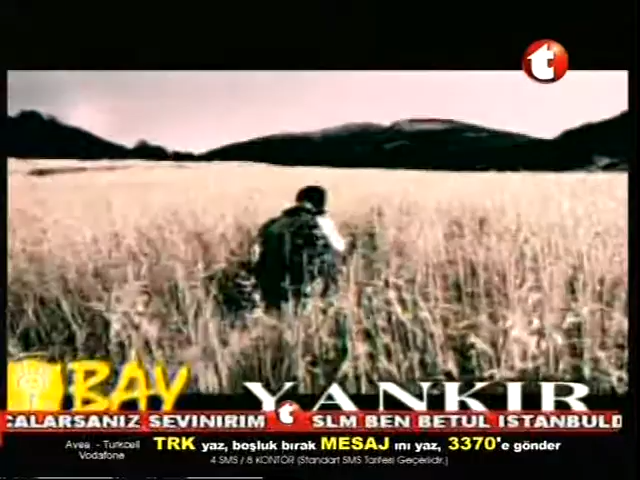 t
BAY YANKIR
ÇALARSANIZ SEVINIRIM t SLM BEN BETUL ISTANBULD
Avea - Turkcell
Vodafone
TRK yaz, boşluk bırak MESAJ ını yaz, 3370'e gönder
4 SMS / 8 KONTÖR (Standart SMS Tarifesi Geçerlidir.)